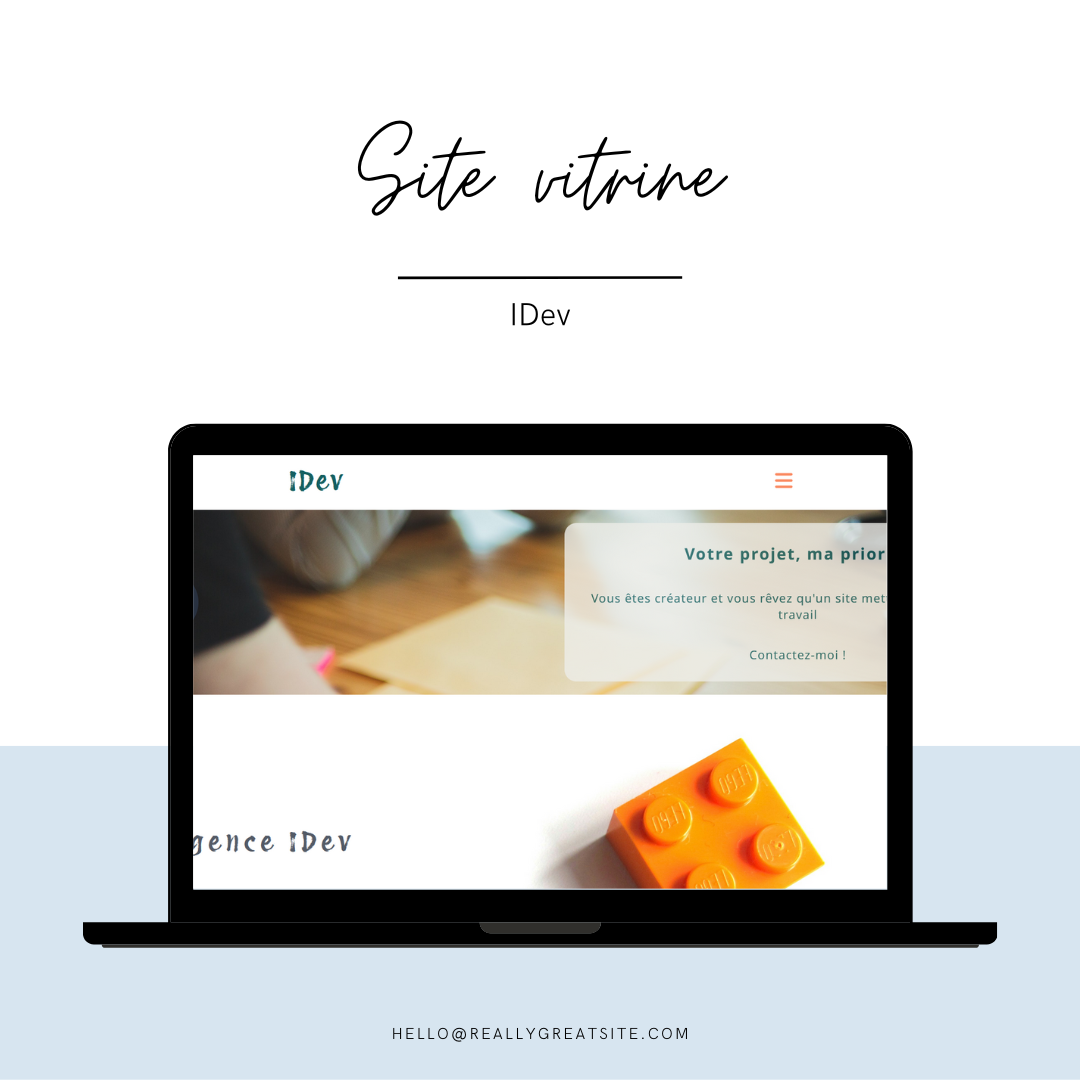 Site vitrine
IDev
IDev
Votre projet, ma prior
Vous êtes créateur et vous rêvez qu'un site met
travail
Contactez-moi !
gence IDev
HELLO@REALLYGREATSITE.COM